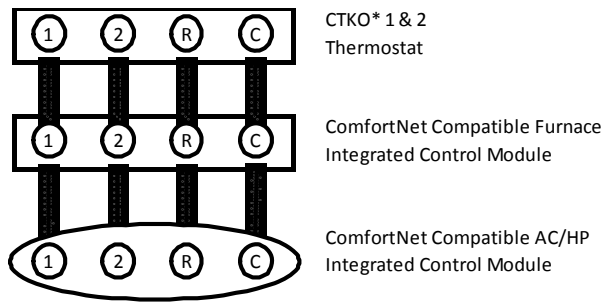 1 2 R C
CTKO* 1 & 2
Thermostat
1 2 R C
ComfortNet Compatible Furnace
Integrated Control Module
1 2 R C
ComfortNet Compatible AC/HP
Integrated Control Module